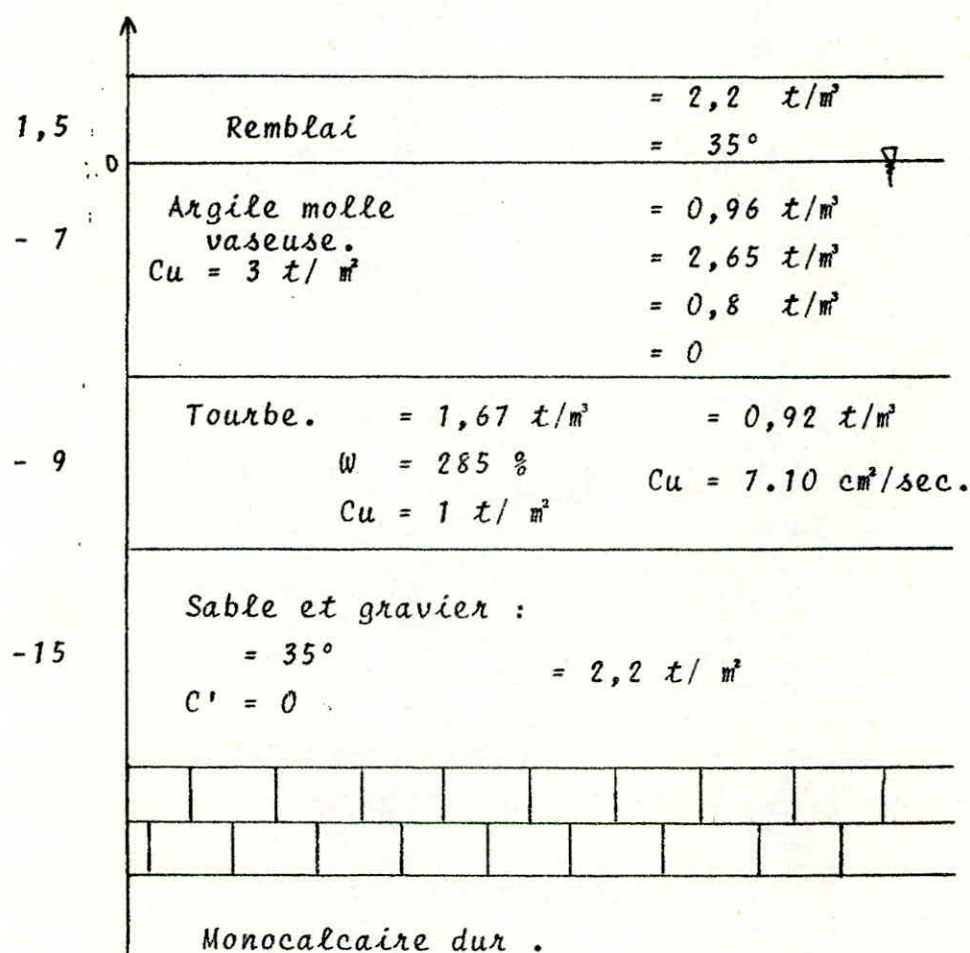 = 2,2 t/m³
1,5 Remblai
= 35°
0
Argile molle = 0,96 t/m³
- 7 vaseuse. = 2,65 t/m³
Cu = 3 t/ m²
= 0,8 t/m³
= 0
Tourbe. = 1,67 t/m³ = 0,92 t/m³
- 9 W = 285 % Cu = 7.10 cm²/sec.
Cu = 1 t/ m²
Sable et gravier :
-15 = 35° = 2,2 t/ m²
C' = 0
Monocalcaire dur .